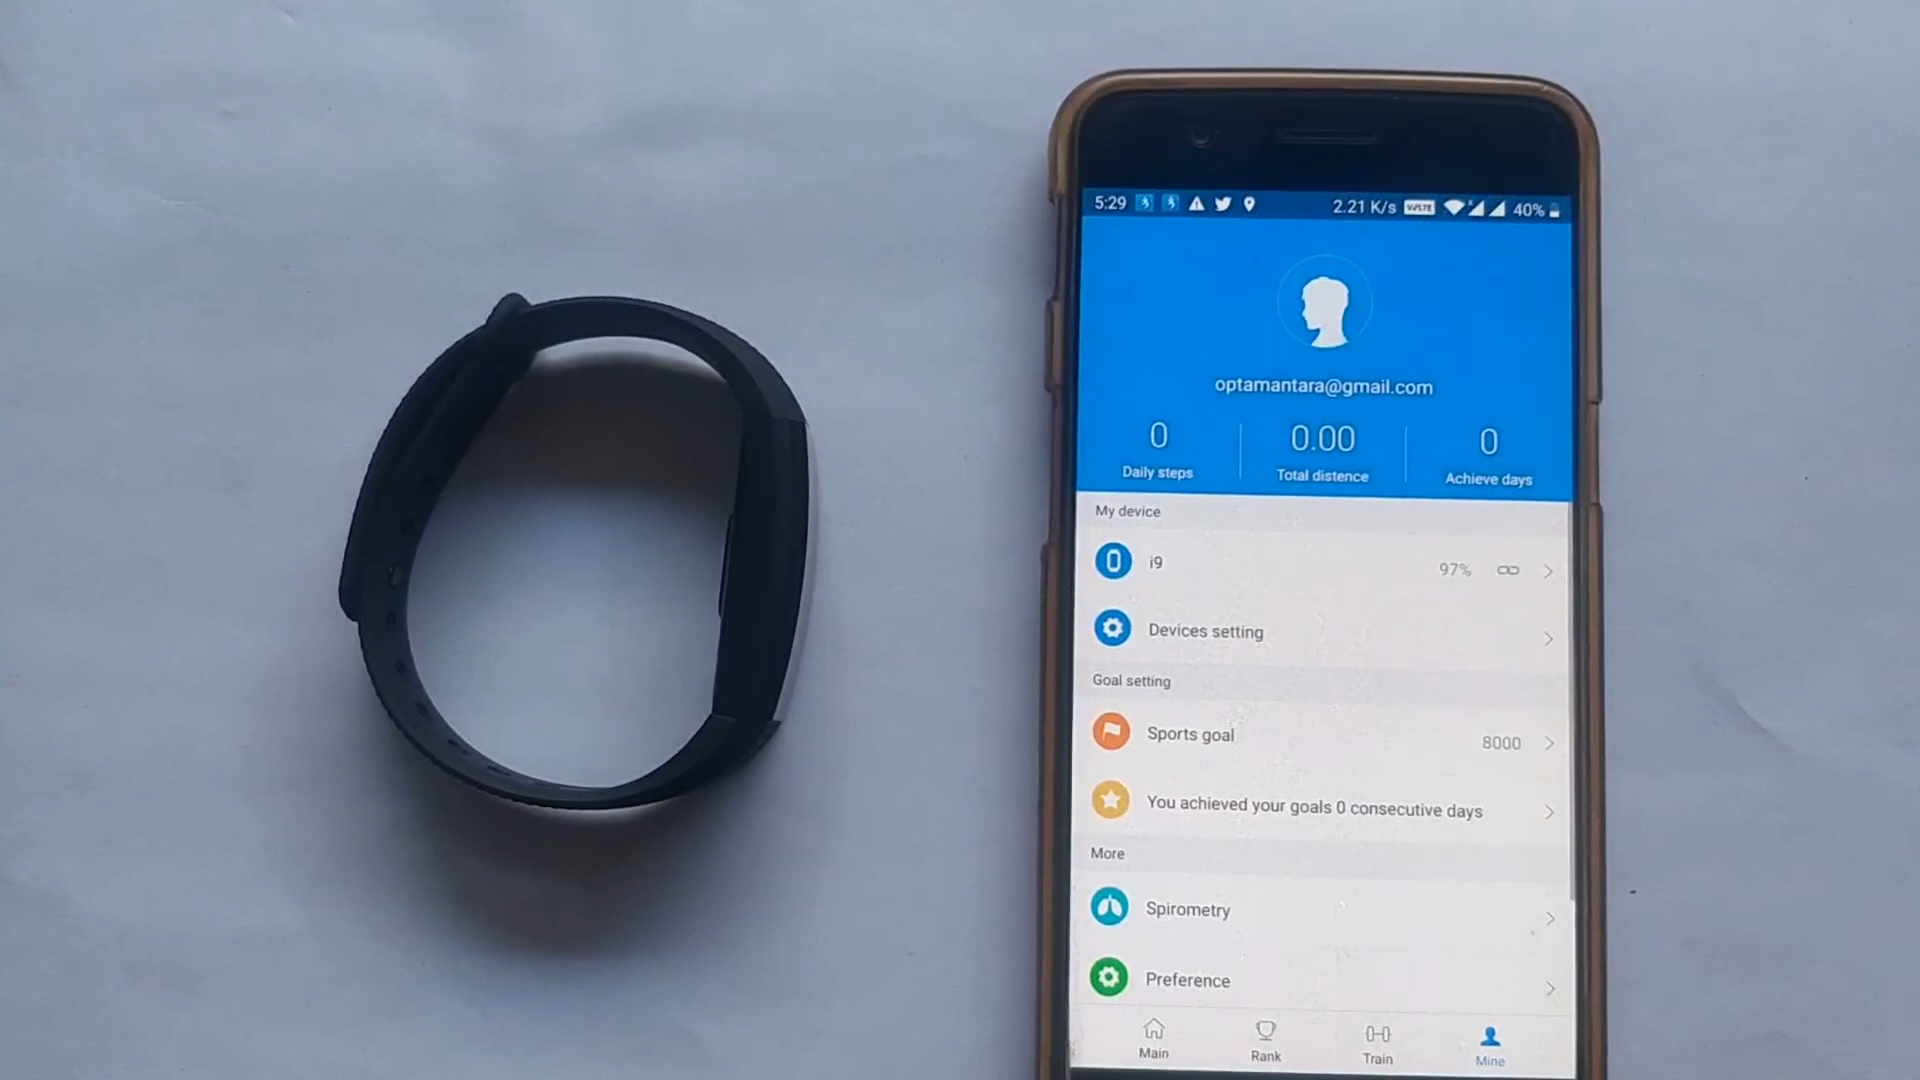 5:29 2.21 K/s VoLTE 40%
optamantara@gmail.com
0 0.00 0
Daily steps Total distence Achieve days
My device
i9 97%
Devices setting
Goal setting
Sports goal 8000
You achieved your goals 0 consecutive days
More
Spirometry
Preference
Main Rank Train Mine